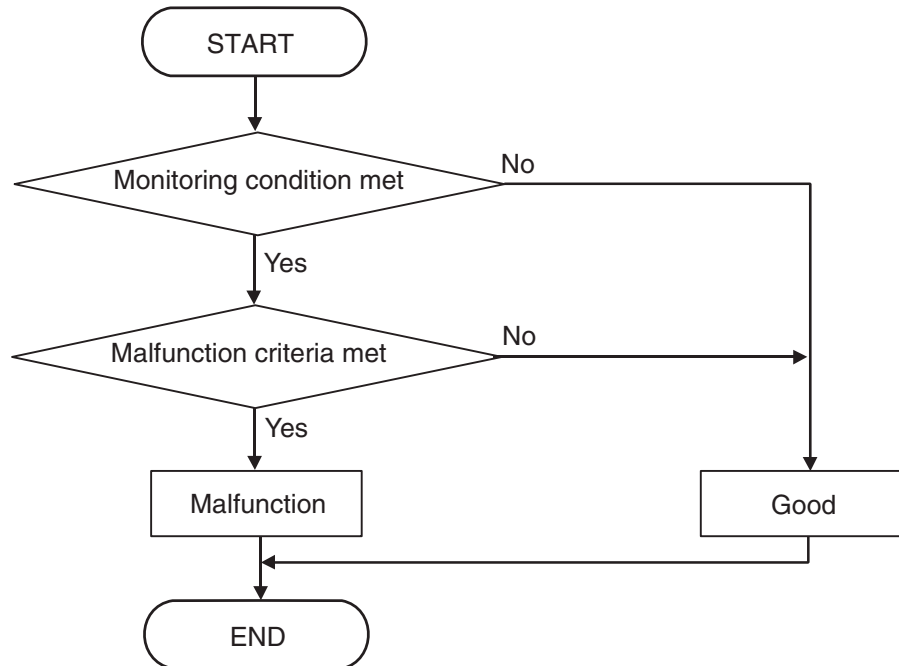 START
Monitoring condition met
No
Yes
Malfunction criteria met
No
Yes
Malfunction
Good
END